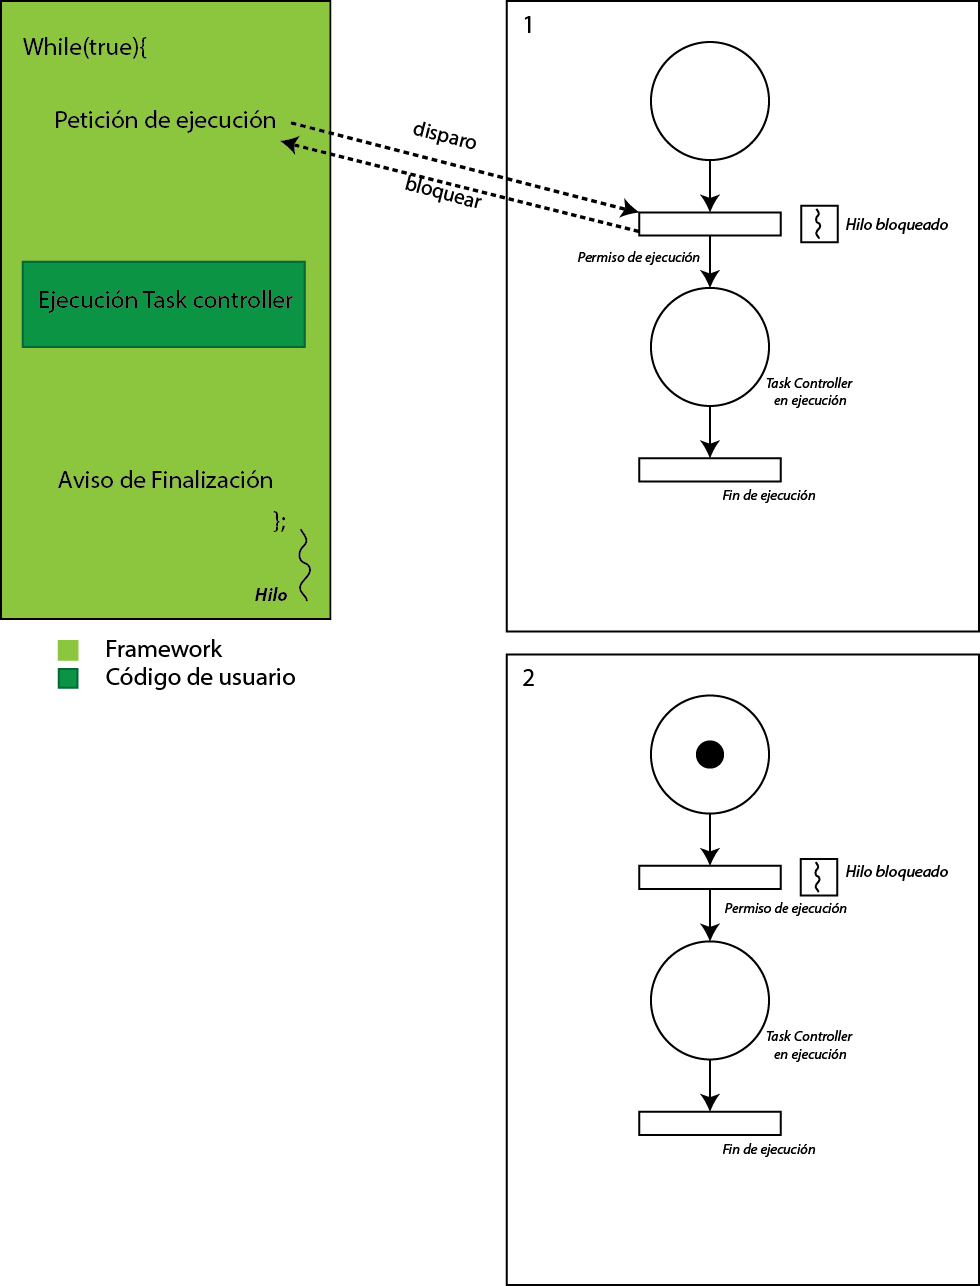 While(true){
Petición de ejecución
Ejecución Task controller
Aviso de Finalización
};
Hilo
Framework
Código de usuario
disparo
bloquear
1
Hilo bloqueado
Permiso de ejecución
Task Controller
en ejecución
Fin de ejecución
2
Hilo bloqueado
Permiso de ejecución
Task Controller
en ejecución
Fin de ejecución